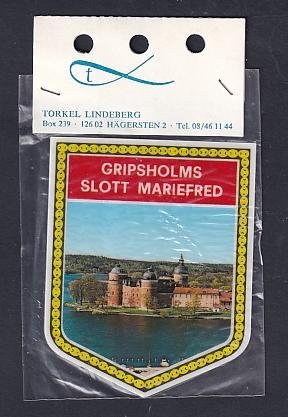 t
TORKEL LINDEBERG
Box 239 · 126 02 HÄGERSTEN 2 · Tel. 08/46 11 44
GRIPSHOLMS
SLOTT MARIEFRED